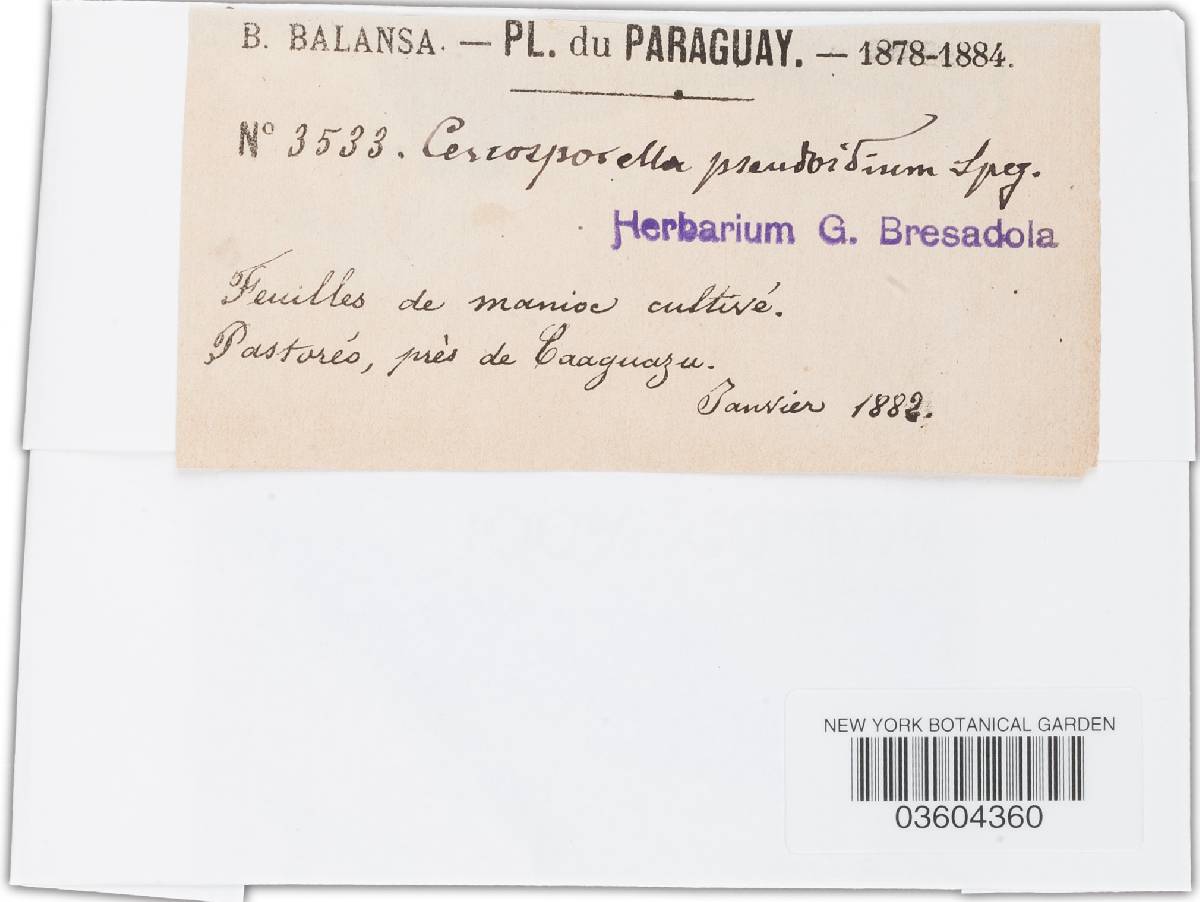 B. BALANSA. — PL. du PARAGUAY. — 1878-1884.
Nº 3533. Cercosporella pseudoidium Speg.
Herbarium G. Bresadola
Feuilles de manioc cultivé.
Pastoréo, près de Caaguazu.
Janvier 1882.
NEW YORK BOTANICAL GARDEN
03604360